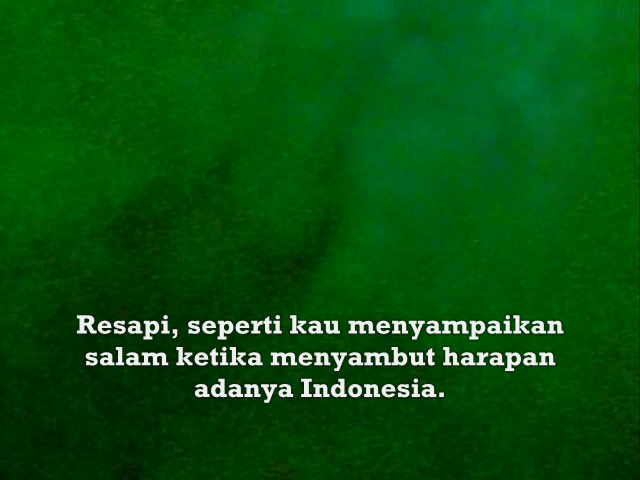 Resapi, seperti kau menyampaikan
salam ketika menyambut harapan
adanya Indonesia.